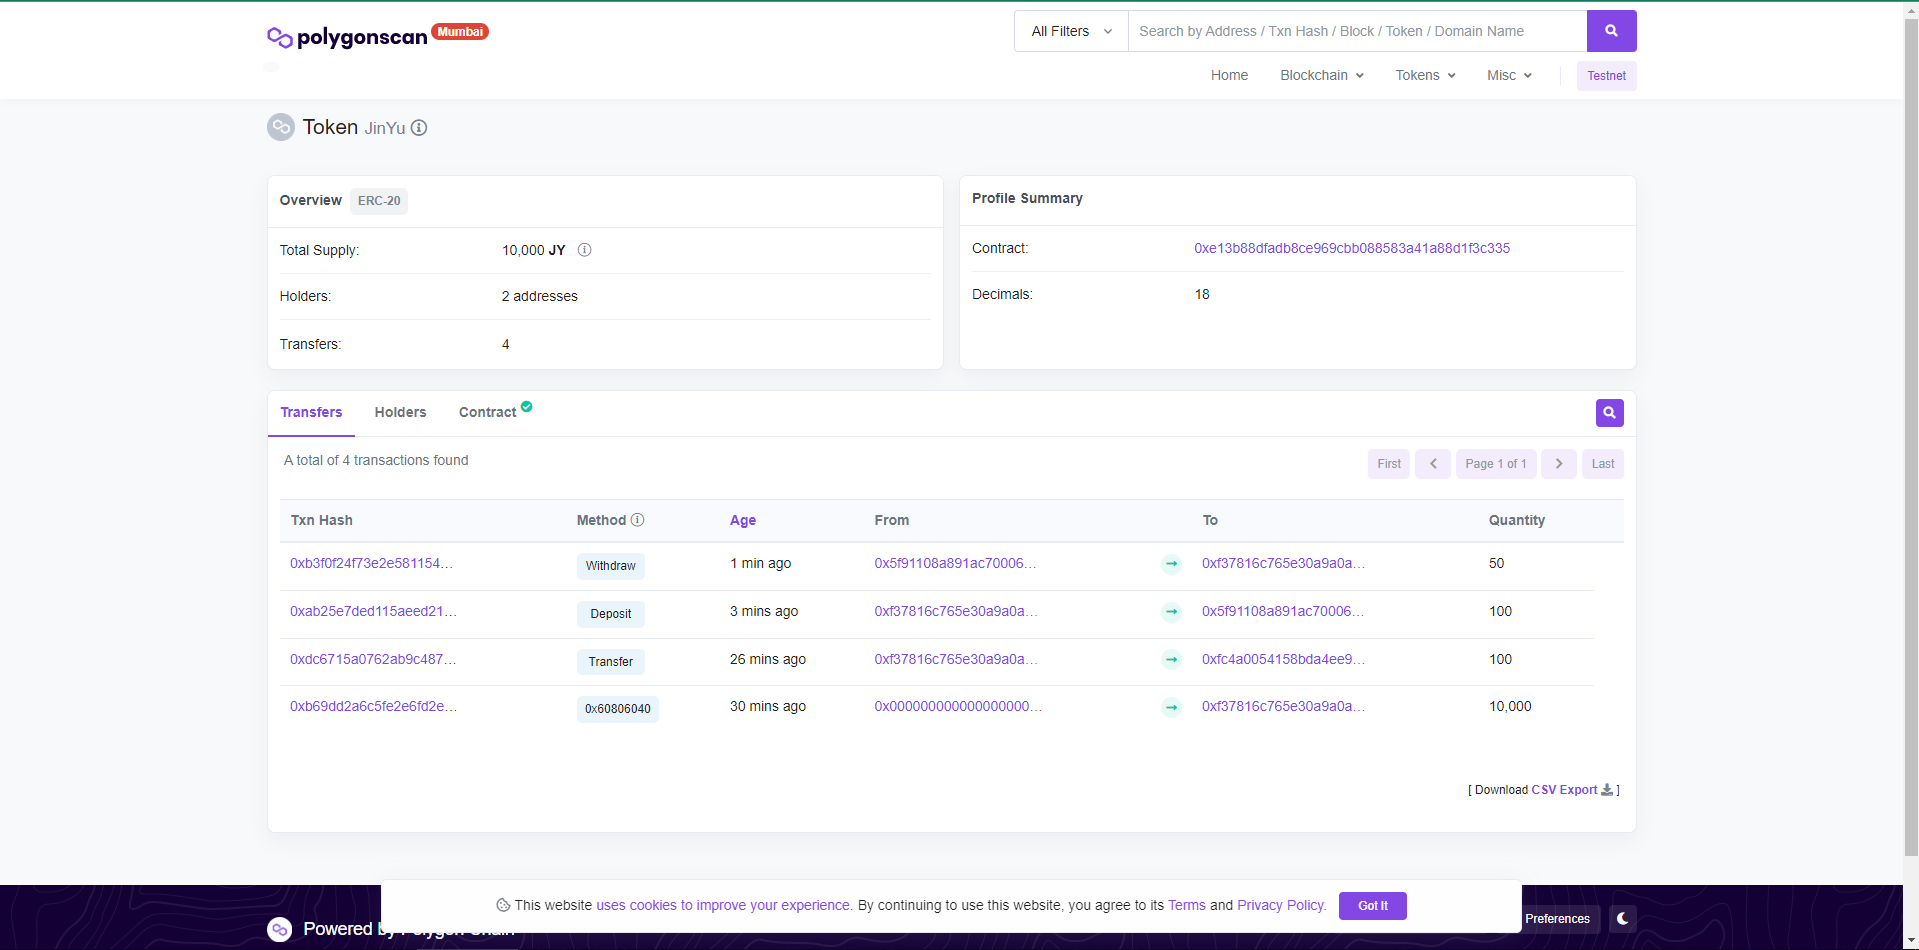 polygonscan Mumbai
All Filters Search by Address / Txn Hash / Block / Token / Domain Name
Home Blockchain Tokens Misc Testnet
Token JinYu
Overview ERC-20
Total Supply: 10,000 JY
Holders: 2 addresses
Transfers: 4
Profile Summary
Contract: 0xe13b88dfadb8ce969cbb088583a41a88d1f3c335
Decimals: 18
Transfers Holders Contract
A total of 4 transactions found
First Page 1 of 1 Last
Txn Hash Method Age From To Quantity
0xb3f0f24f73e2e581154... Withdraw 1 min ago 0x5f91108a891ac70006... 0xf37816c765e30a9a0a... 50
0xab25e7ded115aeed21... Deposit 3 mins ago 0xf37816c765e30a9a0a... 0x5f91108a891ac70006... 100
0xdc6715a0762ab9c487... Transfer 26 mins ago 0xf37816c765e30a9a0a... 0xfc4a0054158bda4ee9... 100
0xb69dd2a6c5fe2e6fd2e... 0x60806040 30 mins ago 0x000000000000000000... 0xf37816c765e30a9a0a... 10,000
[ Download CSV Export ]
This website uses cookies to improve your experience. By continuing to use this website, you agree to its Terms and Privacy Policy. Got It
Powered by Polygon Chain
Preferences